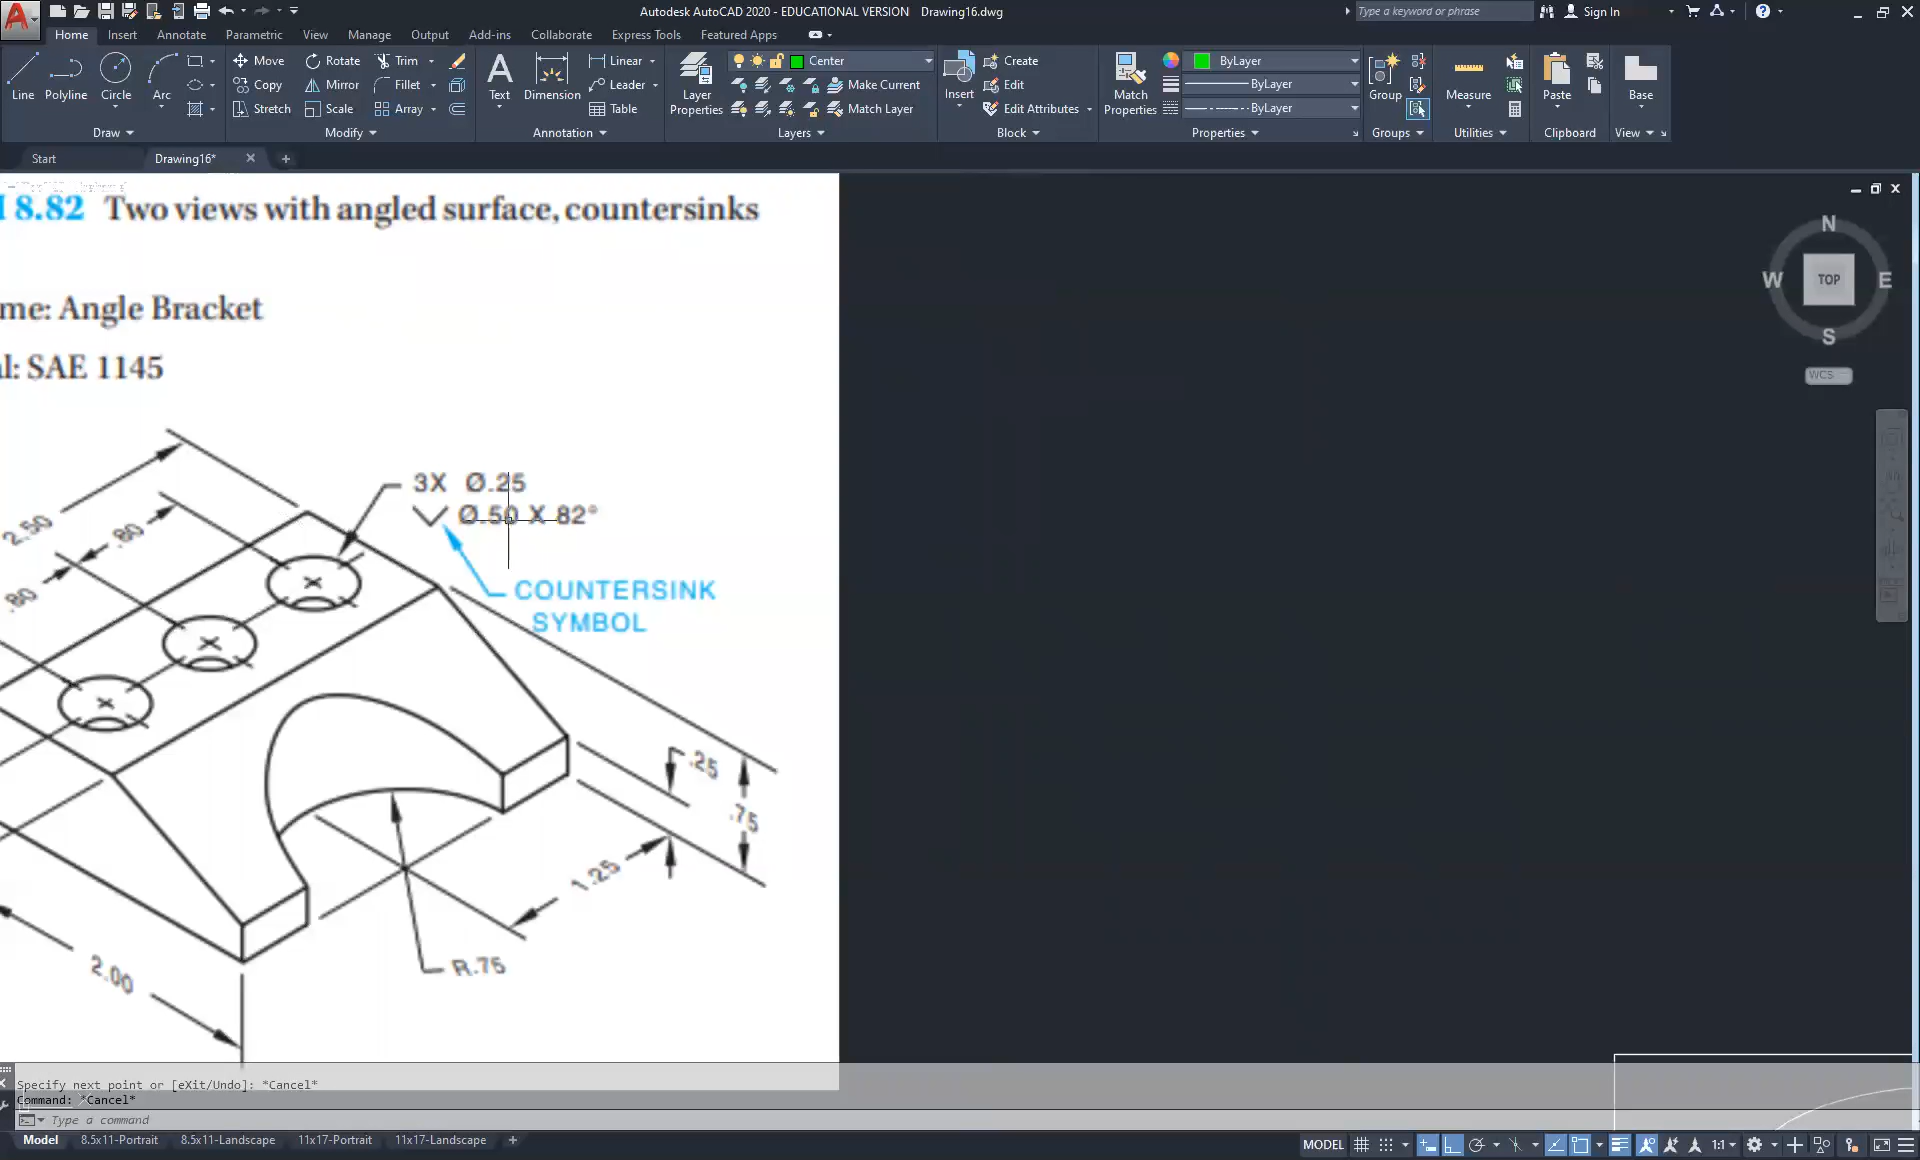 Autodesk AutoCAD 2020 - EDUCATIONAL VERSION Drawing16.dwg
Type a keyword or phrase
Sign In
Home Insert Annotate Parametric View Manage Output Add-ins Collaborate Express Tools Featured Apps
Line Polyline Circle Arc
Move Rotate Trim
Copy Mirror Fillet
Stretch Scale Array
Text Dimension
Linear
Leader
Table
Layer Properties
Center
Make Current
Match Layer
Insert
Create
Edit
Edit Attributes
Match Properties
ByLayer
ByLayer
ByLayer
Group
Measure
Paste
Base
Draw Modify Annotation Layers Block Properties Groups Utilities Clipboard View
Start Drawing16*
8.82 Two views with angled surface, countersinks
me: Angle Bracket
l: SAE 1145
3X Ø.25
Ø.50 X 82°
COUNTERSINK
SYMBOL
2.50
.80
.80
.25
.75
1.25
R.75
2.00
N
W TOP E
S
WCS
Specify next point or [eXit/Undo]: *Cancel*
Command: *Cancel*
Type a command
Model 8.5x11-Portrait 8.5x11-Landscape 11x17-Portrait 11x17-Landscape
MODEL 1:1